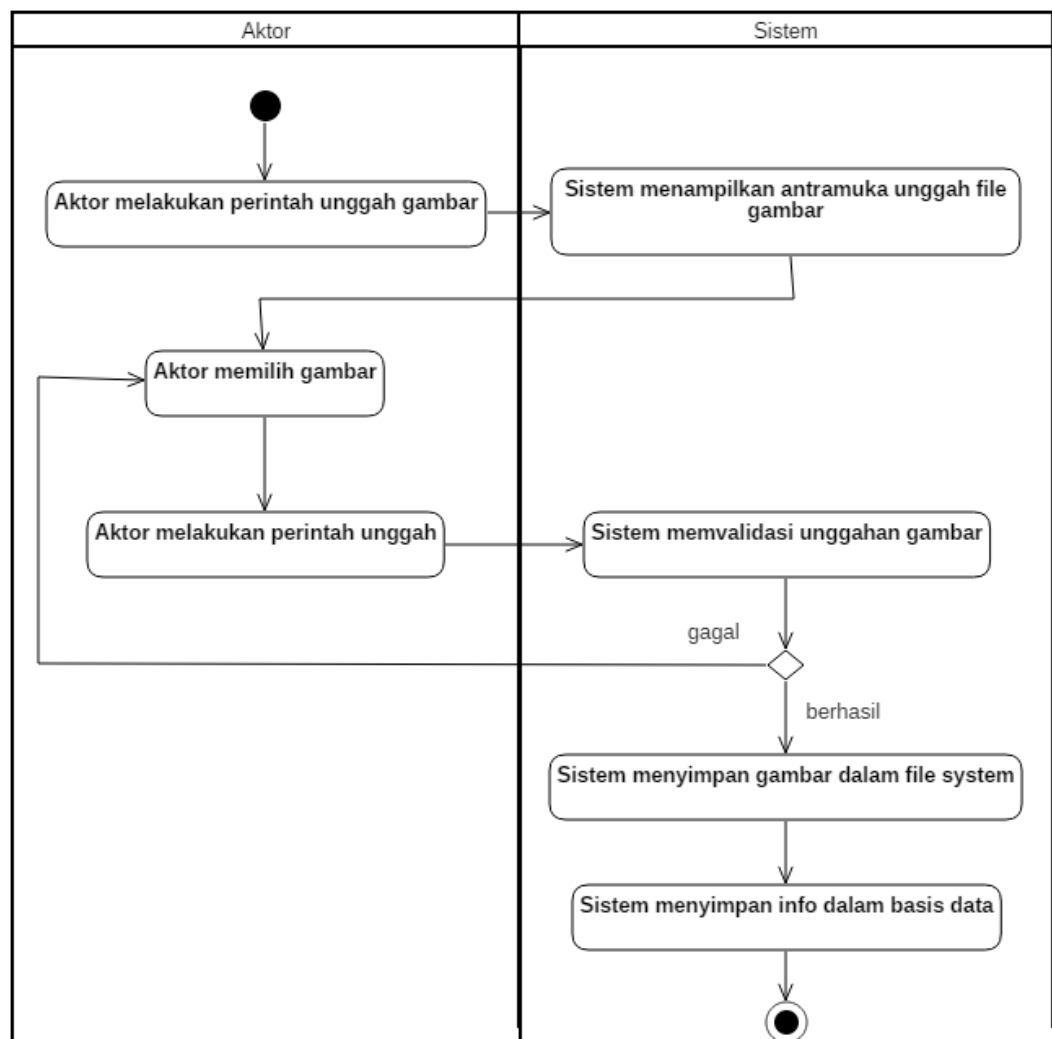 Aktor
Sistem
Aktor melakukan perintah unggah gambar
Sistem menampilkan antramuka unggah file
gambar
Aktor memilih gambar
Aktor melakukan perintah unggah
Sistem memvalidasi unggahan gambar
gagal
berhasil
Sistem menyimpan gambar dalam file system
Sistem menyimpan info dalam basis data